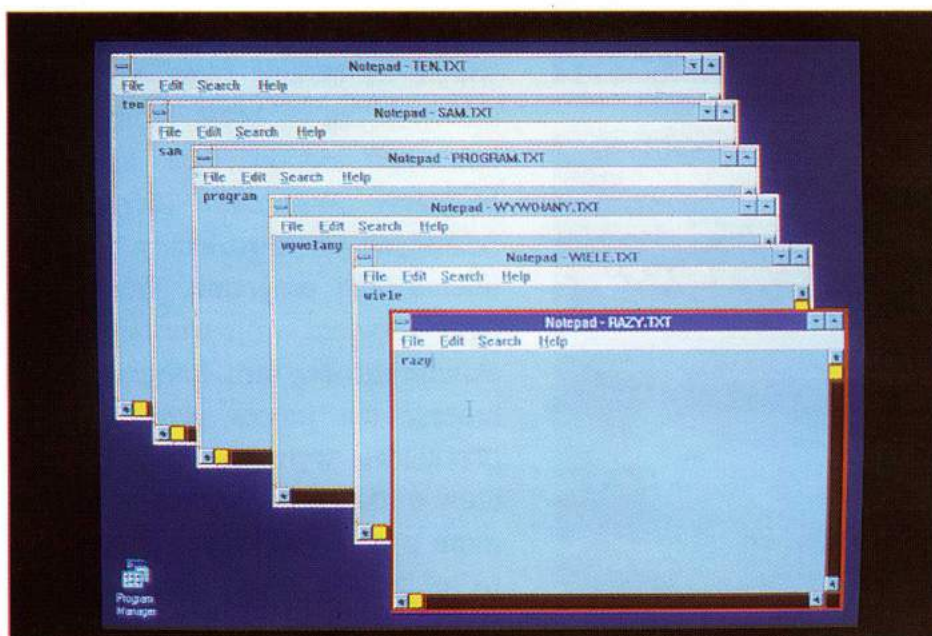 Notepad - TEN.TXT
File Edit Search Help
ten
Notepad - SAM.TXT
File Edit Search Help
sam
Notepad - PROGRAM.TXT
File Edit Search Help
program
Notepad - WYWOŁANY.TXT
File Edit Search Help
wywolany
Notepad - WIELE.TXT
File Edit Search Help
wiele
Notepad - RAZY.TXT
File Edit Search Help
razy
Program
Manager